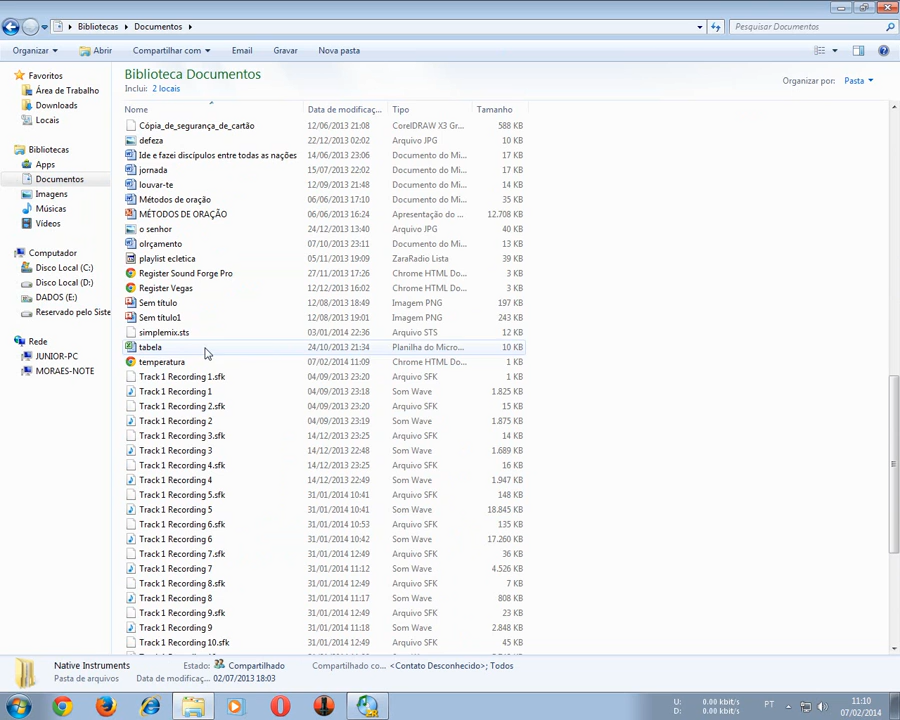 Bibliotecas ▸ Documentos ▸
Pesquisar Documentos
Organizar
Abrir
Compartilhar com
Email
Gravar
Nova pasta
Favoritos
Área de Trabalho
Downloads
Locais
Bibliotecas
Apps
Documentos
Imagens
Músicas
Vídeos
Computador
Disco Local (C:)
Disco Local (D:)
DADOS (E:)
Reservado pelo Siste
Rede
JUNIOR-PC
MORAES-NOTE
Biblioteca Documentos
Inclui: 2 locais
Organizar por: Pasta
Nome Data de modificaç... Tipo Tamanho
Cópia_de_segurança_de_cartão 12/06/2013 21:08 CorelDRAW X3 Gr... 588 KB
defeza 22/12/2013 02:02 Arquivo JPG 10 KB
Ide e fazei discípulos entre todas as nações 14/06/2013 23:06 Documento do Mi... 17 KB
jornada 15/07/2013 22:02 Documento do Mi... 17 KB
louvar-te 12/09/2013 21:48 Documento do Mi... 14 KB
Métodos de oração 06/06/2013 17:10 Documento do Mi... 35 KB
MÉTODOS DE ORAÇÃO 06/06/2013 16:24 Apresentação do ... 12.708 KB
o senhor 24/12/2013 13:40 Arquivo JPG 40 KB
olrçamento 07/10/2013 23:11 Documento do Mi... 13 KB
playlist ecletica 05/11/2013 19:09 ZaraRadio Lista 39 KB
Register Sound Forge Pro 27/11/2013 17:26 Chrome HTML Do... 3 KB
Register Vegas 12/12/2013 16:02 Chrome HTML Do... 3 KB
Sem título 12/08/2013 18:49 Imagem PNG 197 KB
Sem título1 12/08/2013 19:01 Imagem PNG 243 KB
simplemix.sts 03/01/2014 22:36 Arquivo STS 12 KB
tabela 24/10/2013 21:34 Planilha do Micro... 10 KB
temperatura 07/02/2014 11:09 Chrome HTML Do... 1 KB
Track 1 Recording 1.sfk 04/09/2013 23:20 Arquivo SFK 1 KB
Track 1 Recording 1 04/09/2013 23:18 Som Wave 1.825 KB
Track 1 Recording 2.sfk 04/09/2013 23:20 Arquivo SFK 15 KB
Track 1 Recording 2 04/09/2013 23:19 Som Wave 1.875 KB
Track 1 Recording 3.sfk 14/12/2013 23:25 Arquivo SFK 14 KB
Track 1 Recording 3 14/12/2013 22:48 Som Wave 1.689 KB
Track 1 Recording 4.sfk 14/12/2013 23:25 Arquivo SFK 16 KB
Track 1 Recording 4 14/12/2013 22:49 Som Wave 1.947 KB
Track 1 Recording 5.sfk 31/01/2014 10:41 Arquivo SFK 148 KB
Track 1 Recording 5 31/01/2014 10:41 Som Wave 18.845 KB
Track 1 Recording 6.sfk 31/01/2014 10:53 Arquivo SFK 135 KB
Track 1 Recording 6 31/01/2014 10:42 Som Wave 17.260 KB
Track 1 Recording 7.sfk 31/01/2014 12:49 Arquivo SFK 36 KB
Track 1 Recording 7 31/01/2014 11:12 Som Wave 4.526 KB
Track 1 Recording 8.sfk 31/01/2014 12:49 Arquivo SFK 7 KB
Track 1 Recording 8 31/01/2014 11:17 Som Wave 808 KB
Track 1 Recording 9.sfk 31/01/2014 12:49 Arquivo SFK 23 KB
Track 1 Recording 9 31/01/2014 11:18 Som Wave 2.848 KB
Track 1 Recording 10.sfk 31/01/2014 12:49 Arquivo SFK 45 KB
Native Instruments Estado: Compartilhado Compartilhado co... <Contato Desconhecido>; Todos
Pasta de arquivos Data de modificaç... 02/07/2013 18:03
U: 0.00 kbit/s
D: 0.00 kbit/s
PT
11:10
07/02/2014